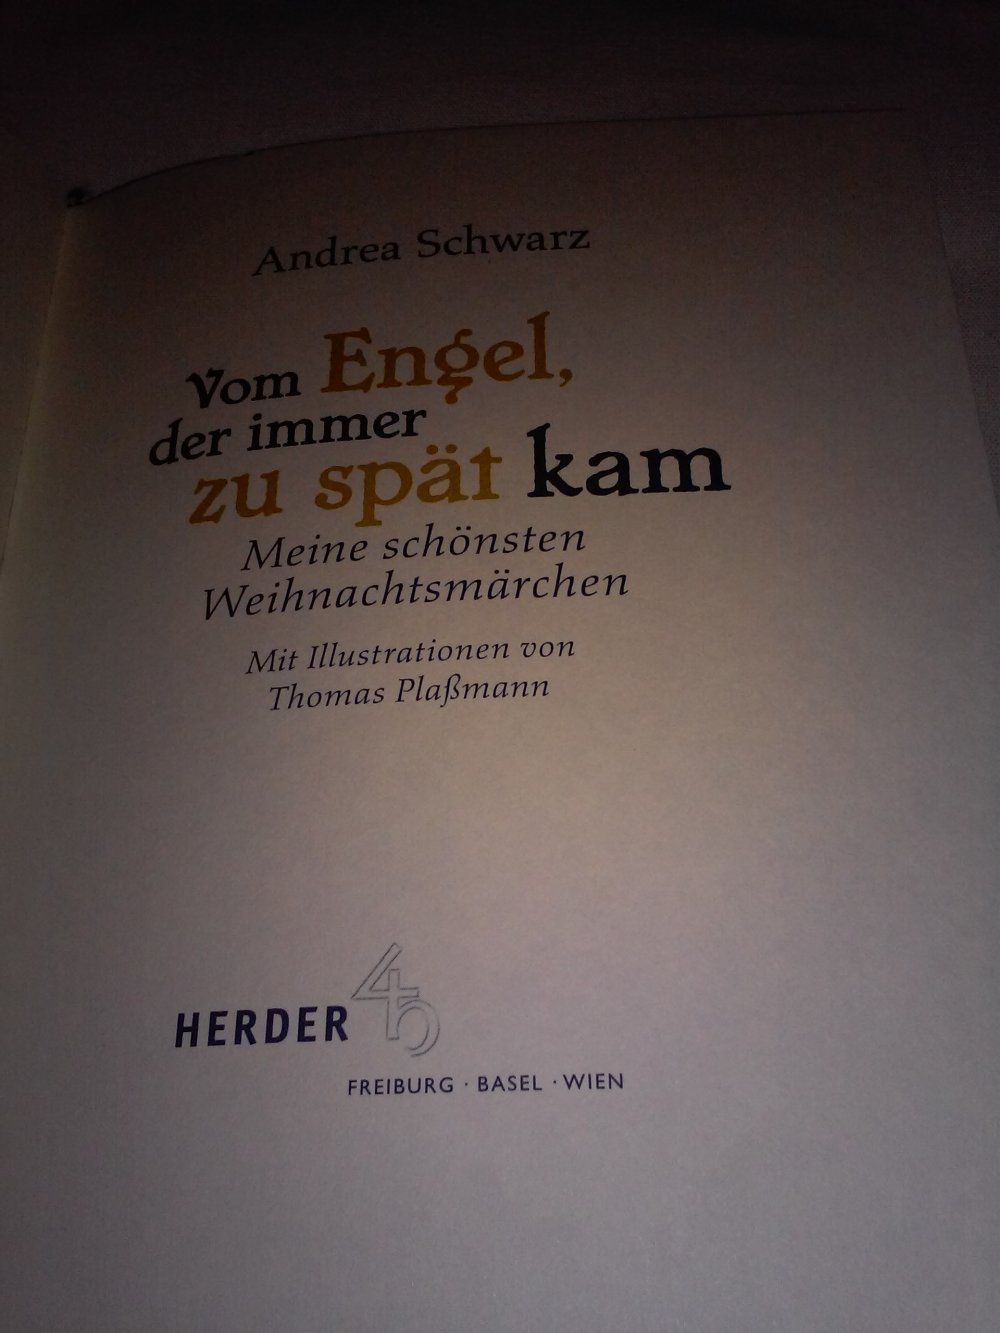 Andrea Schwarz
Vom Engel,
der immer
zu spät kam
Meine schönsten
Weihnachtsmärchen
Mit Illustrationen von
Thomas Plaßmann
HERDER
FREIBURG · BASEL · WIEN